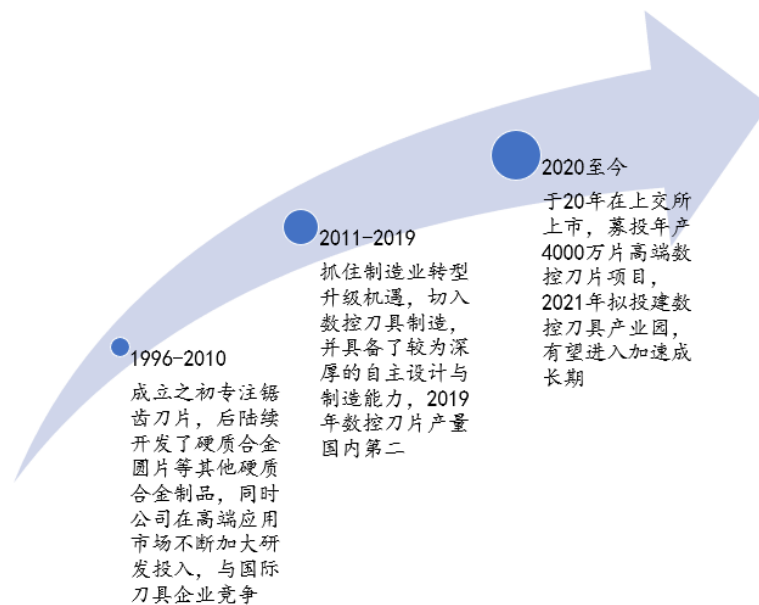 1996-2010
成立之初专注锯
齿刀片，后陆续
开发了硬质合金
圆片等其他硬质
合金制品，同时
公司在高端应用
市场不断加大研
发投入，与国际
刀具企业竞争
2011-2019
抓住制造业转型
升级机遇，切入
数控刀具制造，
并具备了较为深
厚的自主设计与
制造能力，2019
年数控刀片产量
国内第二
2020至今
于20年在上交所
上市，募投年产
4000万片高端数
控刀片项目，
2021年拟投建数
控刀具产业园，
有望进入加速成
长期